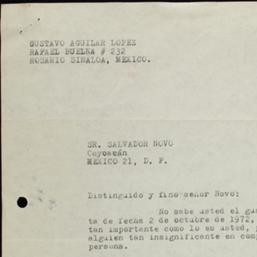 GUSTAVO AGUILAR LOPEZ
RAFAEL BUELNA # 232
ROSARIO SINALOA, MEXICO.
SR. SALVADOR NOVO
Coyoacán
MEXICO 21, D. F.
Distinguido y fino señor Novo:
No sabe usted el gus
ta de fecha 2 de octubre de 1972,
tan importante como lo es usted,
alguien tan insignificante en com
persona.